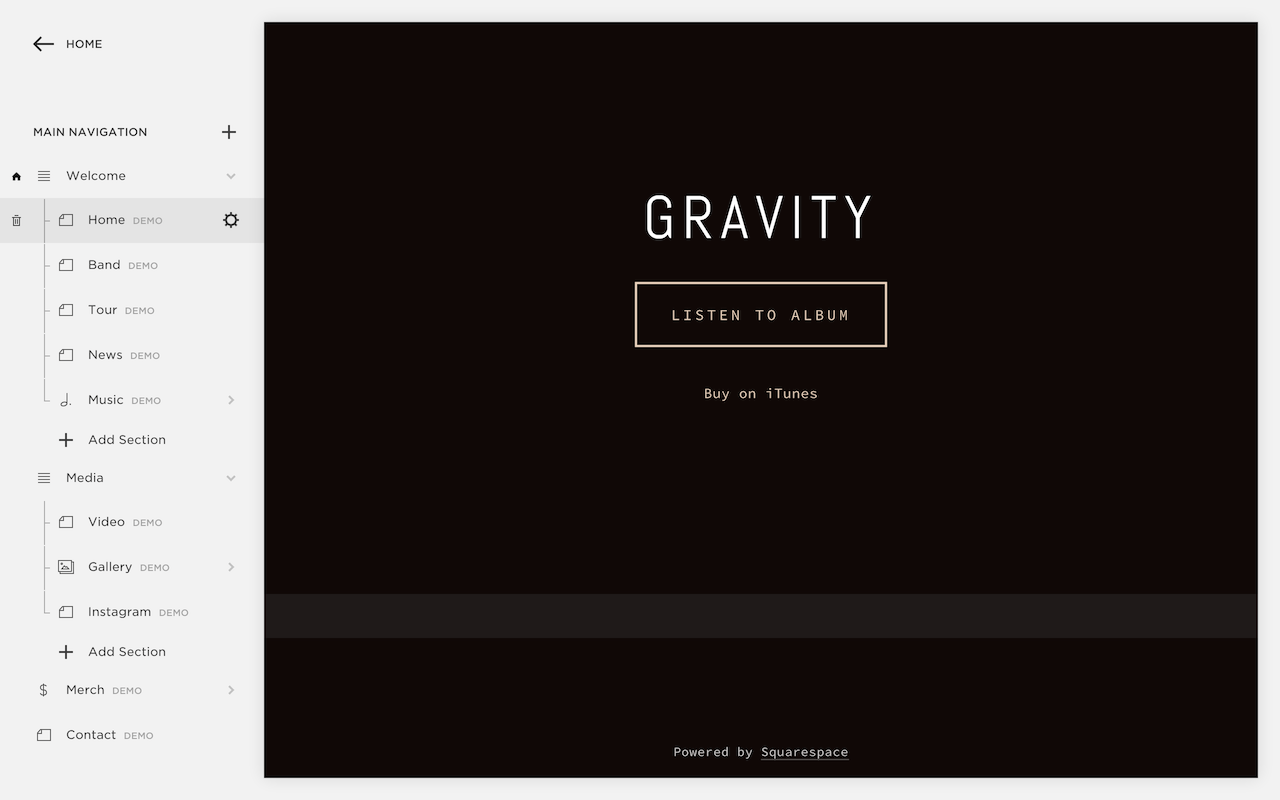 HOME
MAIN NAVIGATION
Welcome
Home DEMO
Band DEMO
Tour DEMO
News DEMO
Music DEMO
Add Section
Media
Video DEMO
Gallery DEMO
Instagram DEMO
Add Section
$ Merch DEMO
Contact DEMO
GRAVITY
LISTEN TO ALBUM
Buy on iTunes
Powered by Squarespace